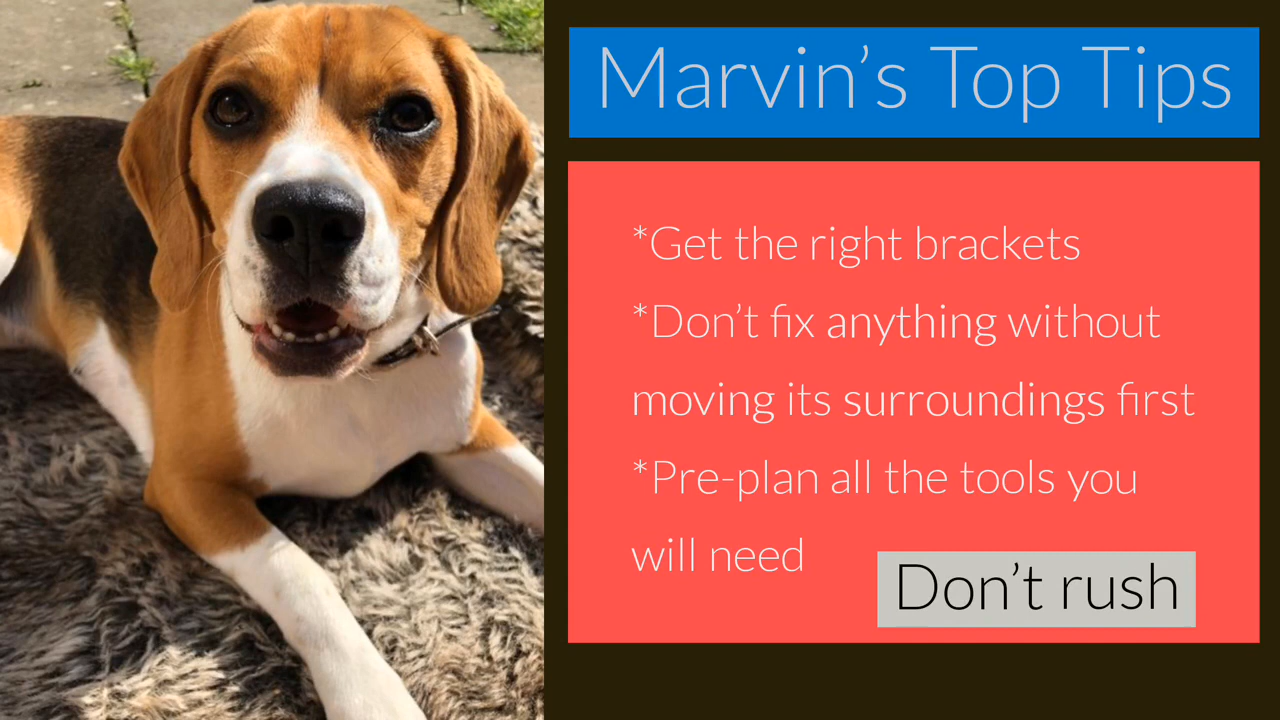 Marvin’s Top Tips
*Get the right brackets
*Don’t fix anything without
moving its surroundings first
*Pre-plan all the tools you
will need
Don’t rush